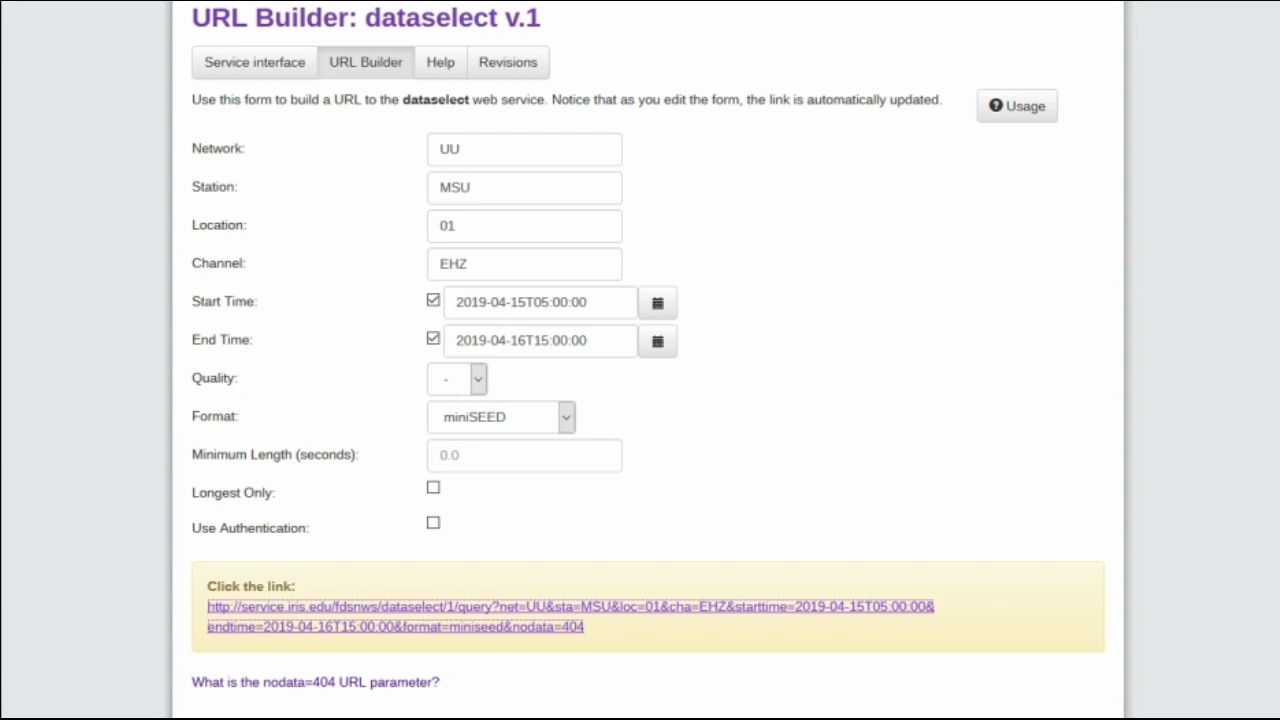 URL Builder: dataselect v.1
Service interface URL Builder Help Revisions
Use this form to build a URL to the dataselect web service. Notice that as you edit the form, the link is automatically updated.
Usage
Network: UU
Station: MSU
Location: 01
Channel: EHZ
Start Time: 2019-04-15T05:00:00
End Time: 2019-04-16T15:00:00
Quality: -
Format: miniSEED
Minimum Length (seconds): 0.0
Longest Only:
Use Authentication:
Click the link:
http://service.iris.edu/fdsnws/dataselect/1/query?net=UU&sta=MSU&loc=01&cha=EHZ&starttime=2019-04-15T05:00:00&
endtime=2019-04-16T15:00:00&format=miniseed&nodata=404
What is the nodata=404 URL parameter?